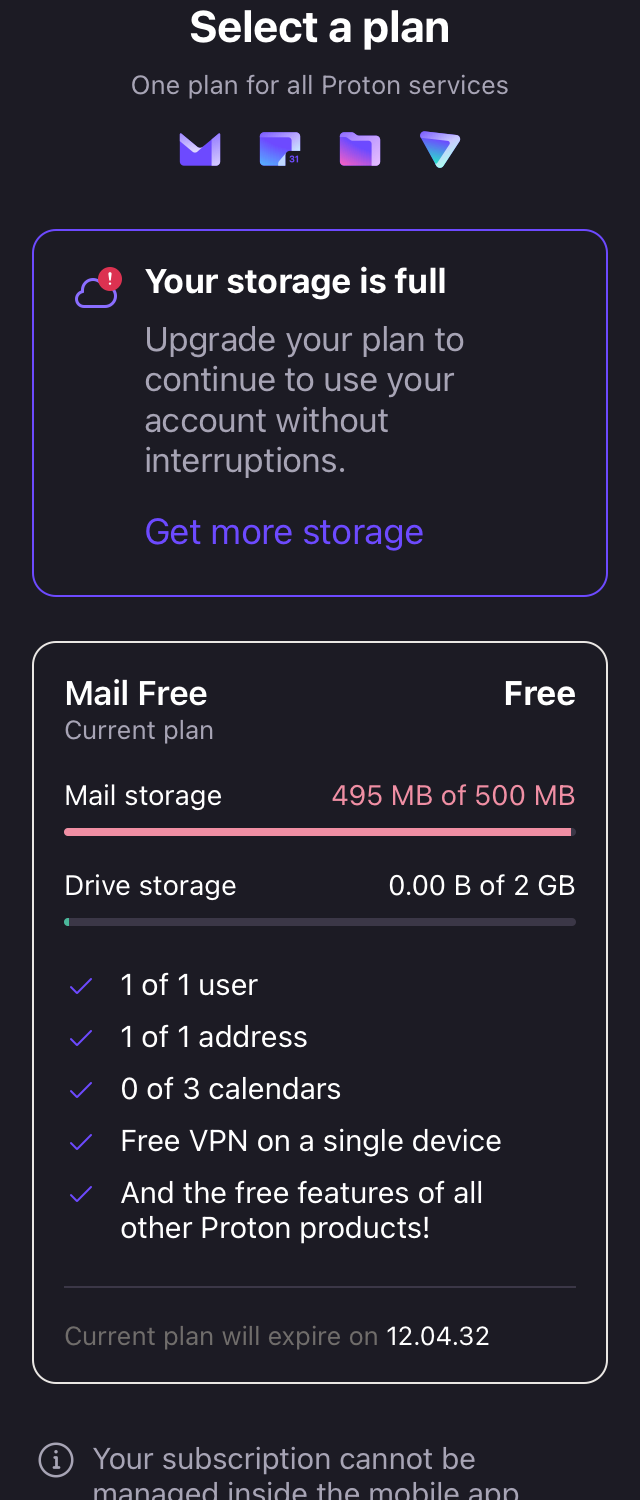 Select a plan
One plan for all Proton services
31
Your storage is full
Upgrade your plan to
continue to use your
account without
interruptions.
Get more storage
Mail Free Free
Current plan
Mail storage 495 MB of 500 MB
Drive storage 0.00 B of 2 GB
1 of 1 user
1 of 1 address
0 of 3 calendars
Free VPN on a single device
And the free features of all
other Proton products!
Current plan will expire on 12.04.32
Your subscription cannot be
managed inside the mobile app